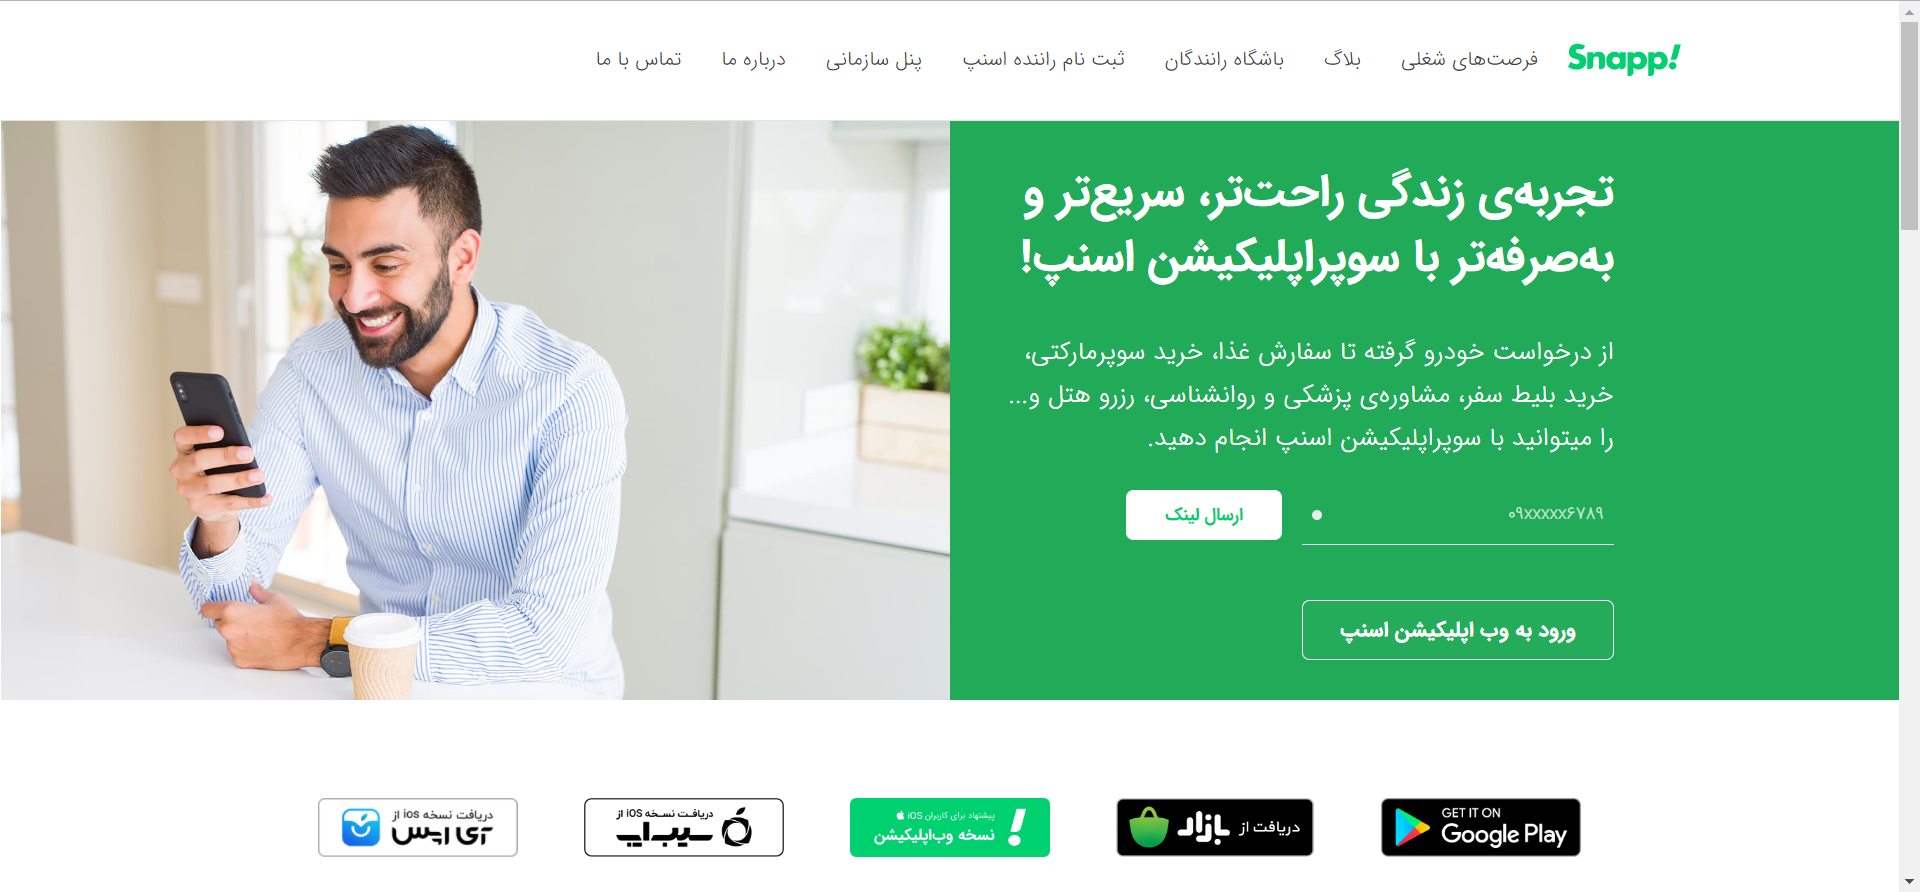 Snapp!
فرصت‌های شغلی
بلاگ
باشگاه رانندگان
ثبت نام راننده اسنپ
پنل سازمانی
درباره ما
تماس با ما
تجربه‌ی زندگی راحت‌تر، سریع‌تر و
به‌صرفه‌تر با سوپراپلیکیشن اسنپ!
از درخواست خودرو گرفته تا سفارش غذا، خرید سوپرمارکتی،
خرید بلیط سفر، مشاوره‌ی پزشکی و روانشناسی، رزرو هتل و...
را میتوانید با سوپراپلیکیشن اسنپ انجام دهید.
۰۹xxxxx۶۷۸۹
ارسال لینک
ورود به وب اپلیکیشن اسنپ
GET IT ON
Google Play
دریافت از بازار
پیشنهاد برای کاربران iOS
نسخه وب‌اپلیکیشن
دریافت نسخه iOS از
سیب‌اپ
دریافت نسخه ios از
آی اپس